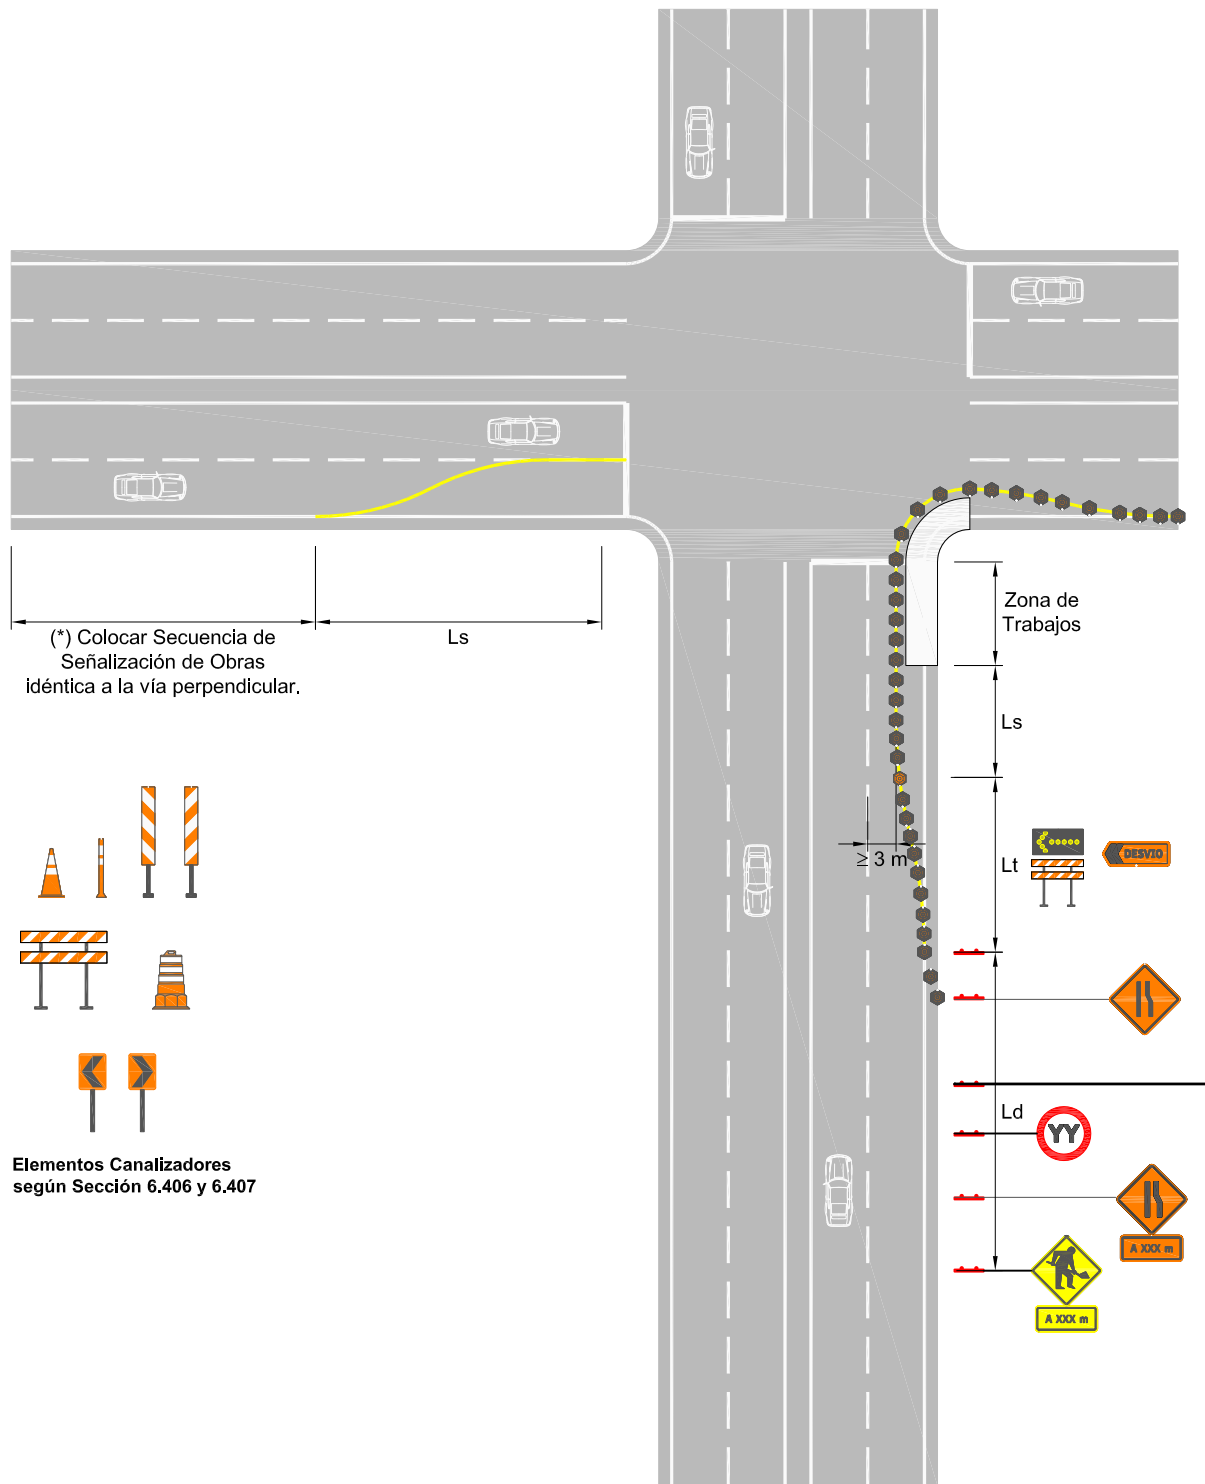 Zona de
Trabajos
(*) Colocar Secuencia de
Señalización de Obras
idéntica a la vía perpendicular.
Ls
Ls
≥ 3 m
Lt
DESVIO
Ld
YY
A XXX m
A XXX m
Elementos Canalizadores
según Sección 6.406 y 6.407